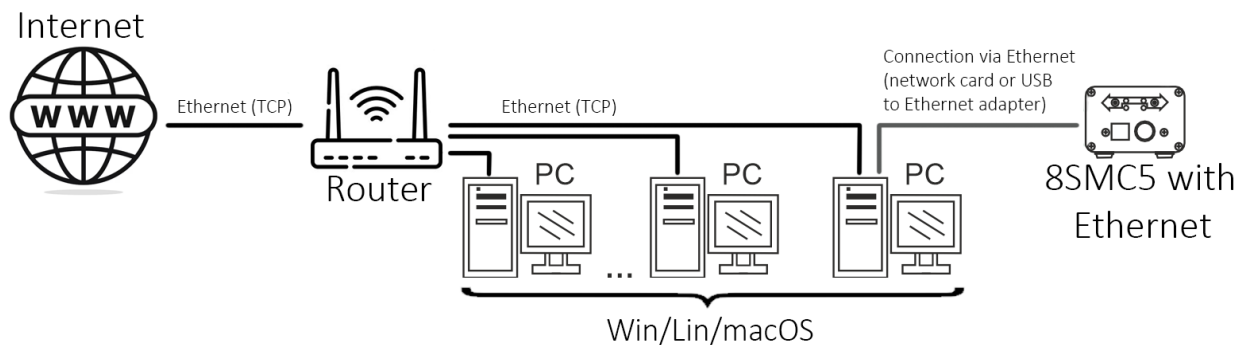 Internet
WWW
Ethernet (TCP)
Router
Ethernet (TCP)
PC
PC
PC
...
Win/Lin/macOS
Connection via Ethernet
(network card or USB
to Ethernet adapter)
8SMC5 with
Ethernet